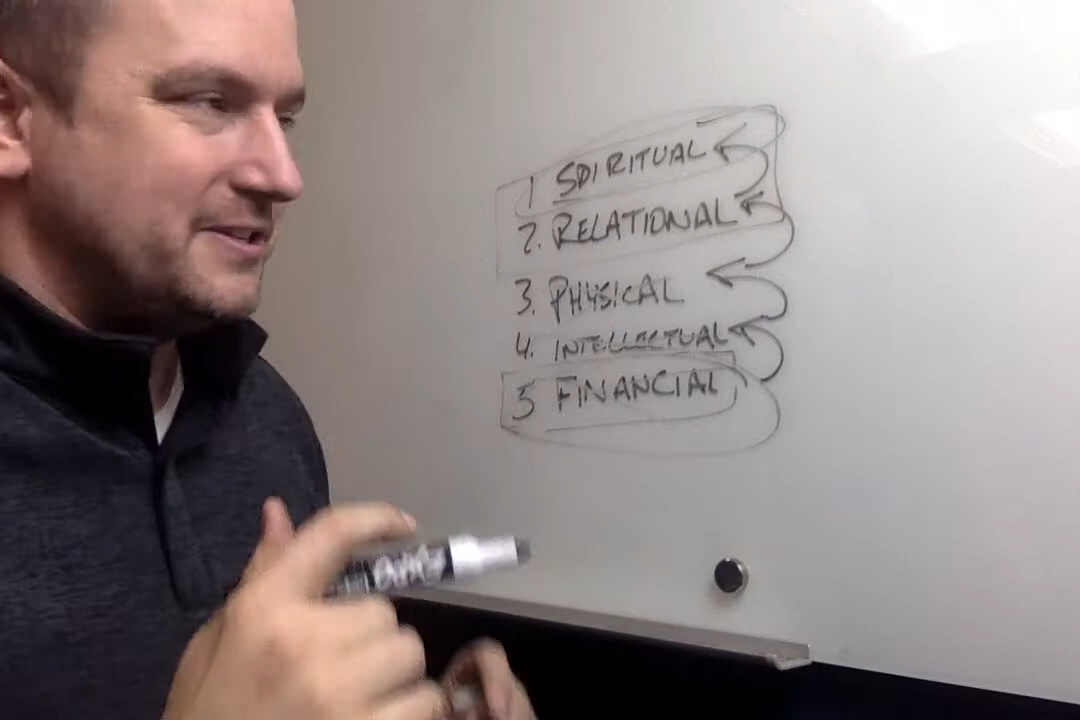 1 SPIRITUAL
2. RELATIONAL
3. PHYSICAL
4. INTELLECTUAL
5 FINANCIAL